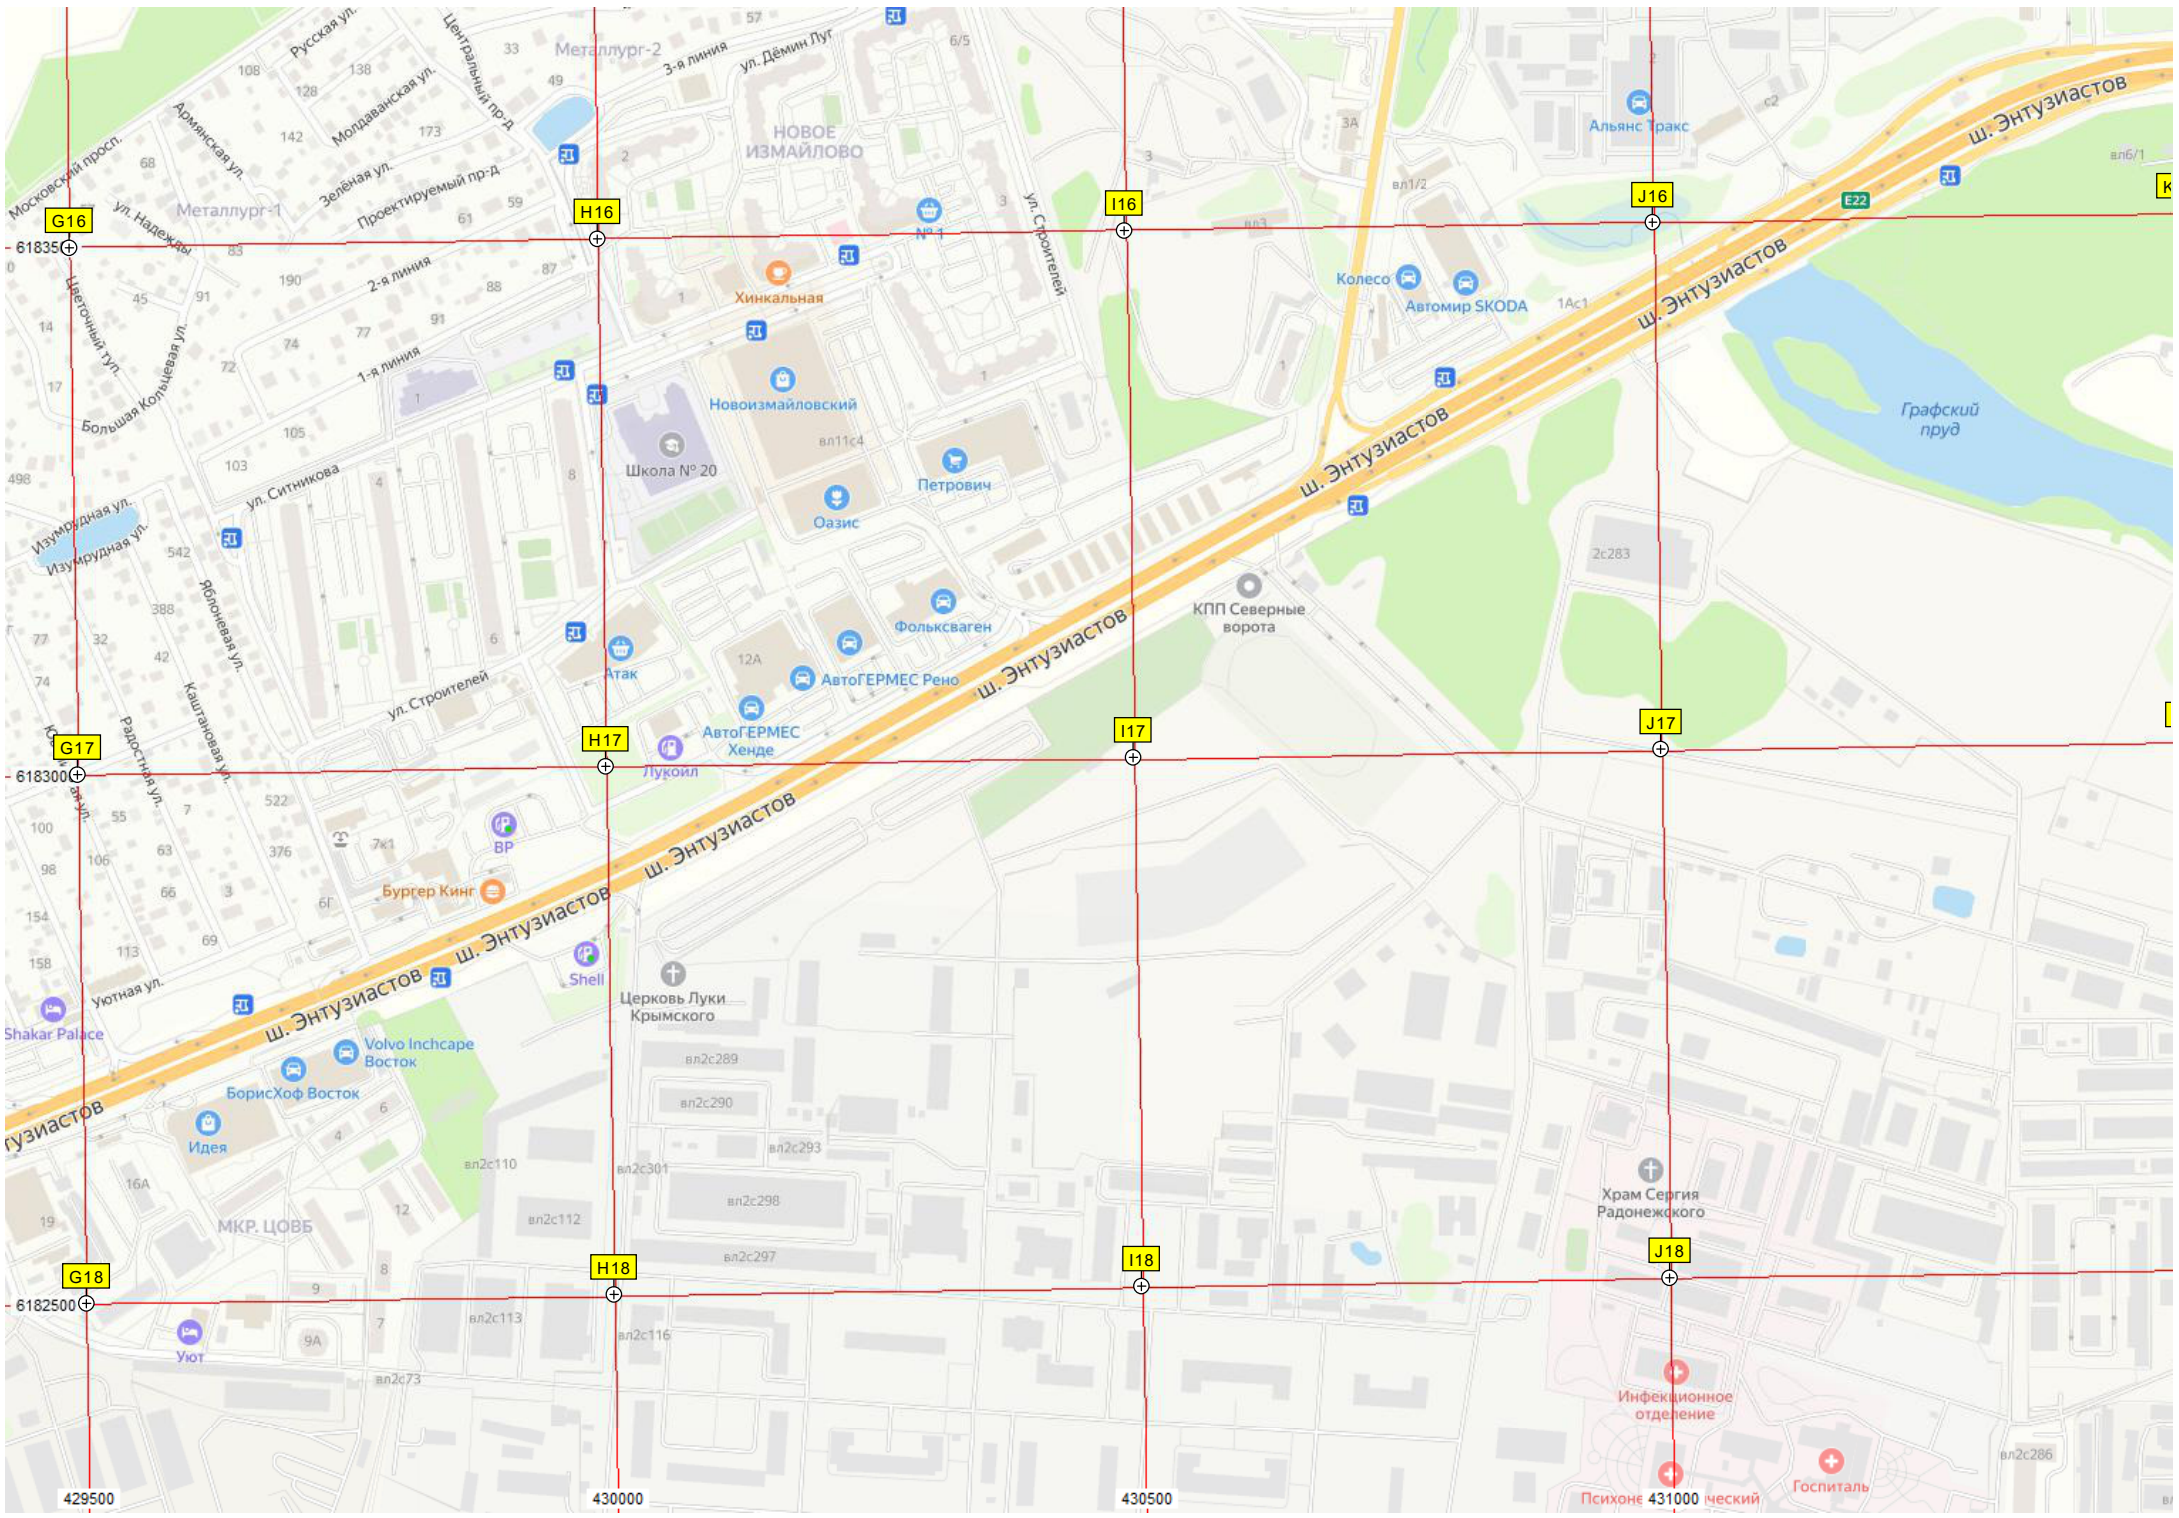 Русская ул.
Центральный пр-д
33
Металлург-2
57
3-я линия
ул. Дёмин Луг
6/5
2
108
138
128
Молдаванская ул.
49
Альянс Тракс
с2
ш. Энтузиастов
Армянская ул.
142
173
НОВОЕ
ИЗМАЙЛОВО
3А
Московский просп.
68
Зелёная ул.
2
3
вл6/1
Проектируемый пр-д
59
61
вл1/2
ул. Надежды
Металлург-1
3
ул. Строителей
G16
H16
I16
J16
E22
№ 1
вл3
83
618350
87
2-я линия
190
88
Хинкальная
1
Колесо
Автомир SKODA
1Ас1
ш. Энтузиастов
Цветочный туп.
45
91
14
77
91
74
72
1-я линия
17
Большая Кольцевая ул.
1
1
1
Новоизмайловский
Графский
пруд
105
вл11с4
ш. Энтузиастов
103
8
Школа № 20
498
ул. Ситникова
4
Петрович
Изумрудная ул.
Оазис
Изумрудная ул.
542
2с283
Яблоневая ул.
388
КПП Северные
ворота
77
32
6
Фольксваген
42
12А
ш. Энтузиастов
74
Атак
АвтоГЕРМЕС Рено
ул. Строителей
Каштановая ул.
Радостная ул.
АвтоГЕРМЕС
Хенде
G17
H17
I17
J17
Лукойл
6183000
522
7
55
100
ш. Энтузиастов
7к1
BP
63
376
106
98
66
3
Бургер Кинг
6Г
154
69
ш. Энтузиастов
113
158
Shell
Уютная ул.
Церковь Луки
Крымского
ш. Энтузиастов
Shakar Palace
Volvo Inchcape
Восток
вл2с289
БорисХоф Восток
вл2с290
6
4
Идея
вл2с293
вл2с110
вл2с301
16А
Храм Сергия
Радонежского
вл2с298
12
19
МКР. ЦОВБ
вл2с112
вл2с297
8
G18
H18
I18
J18
9
6182500
7
вл2с113
вл2с116
9А
Уют
вл2с73
Инфекционное
отделение
вл2с286
Госпиталь
429500
430000
430500
431000